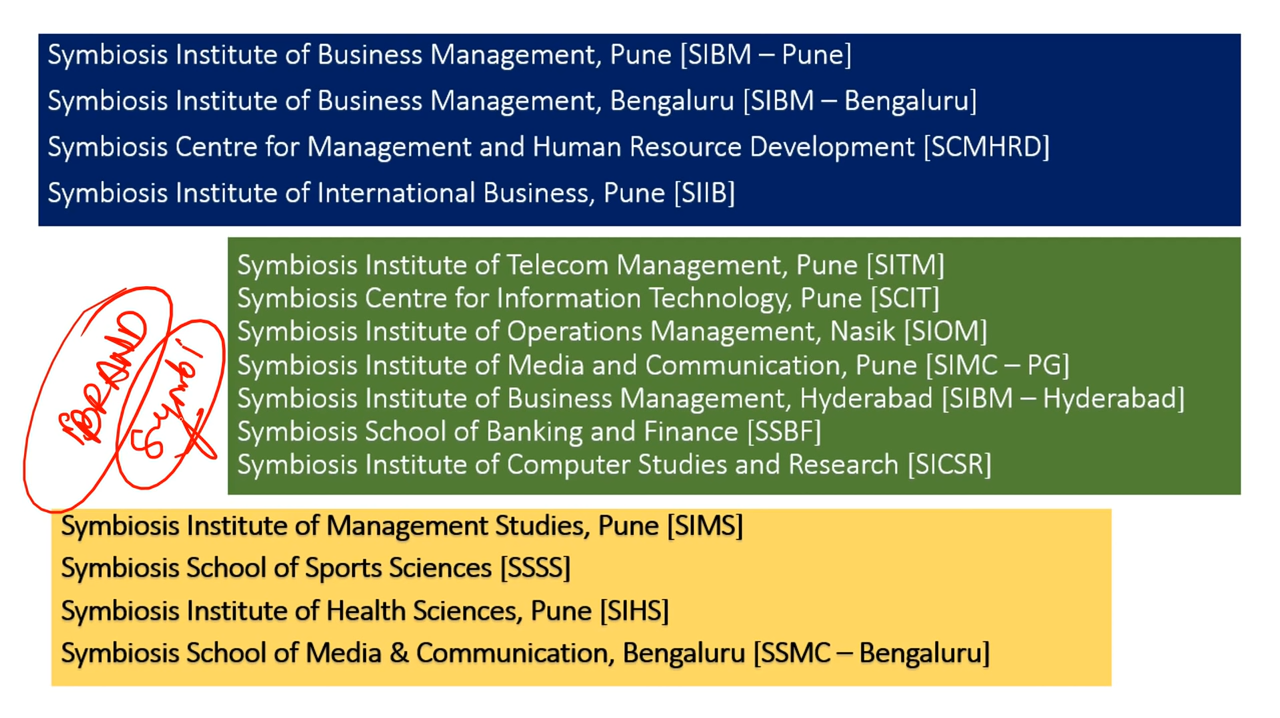 Symbiosis Institute of Business Management, Pune [SIBM – Pune]
Symbiosis Institute of Business Management, Bengaluru [SIBM – Bengaluru]
Symbiosis Centre for Management and Human Resource Development [SCMHRD]
Symbiosis Institute of International Business, Pune [SIIB]
Symbiosis Institute of Telecom Management, Pune [SITM]
Symbiosis Centre for Information Technology, Pune [SCIT]
Symbiosis Institute of Operations Management, Nasik [SIOM]
Symbiosis Institute of Media and Communication, Pune [SIMC – PG]
Symbiosis Institute of Business Management, Hyderabad [SIBM – Hyderabad]
Symbiosis School of Banking and Finance [SSBF]
Symbiosis Institute of Computer Studies and Research [SICSR]
BRAND
Symbi
Symbiosis Institute of Management Studies, Pune [SIMS]
Symbiosis School of Sports Sciences [SSSS]
Symbiosis Institute of Health Sciences, Pune [SIHS]
Symbiosis School of Media & Communication, Bengaluru [SSMC – Bengaluru]